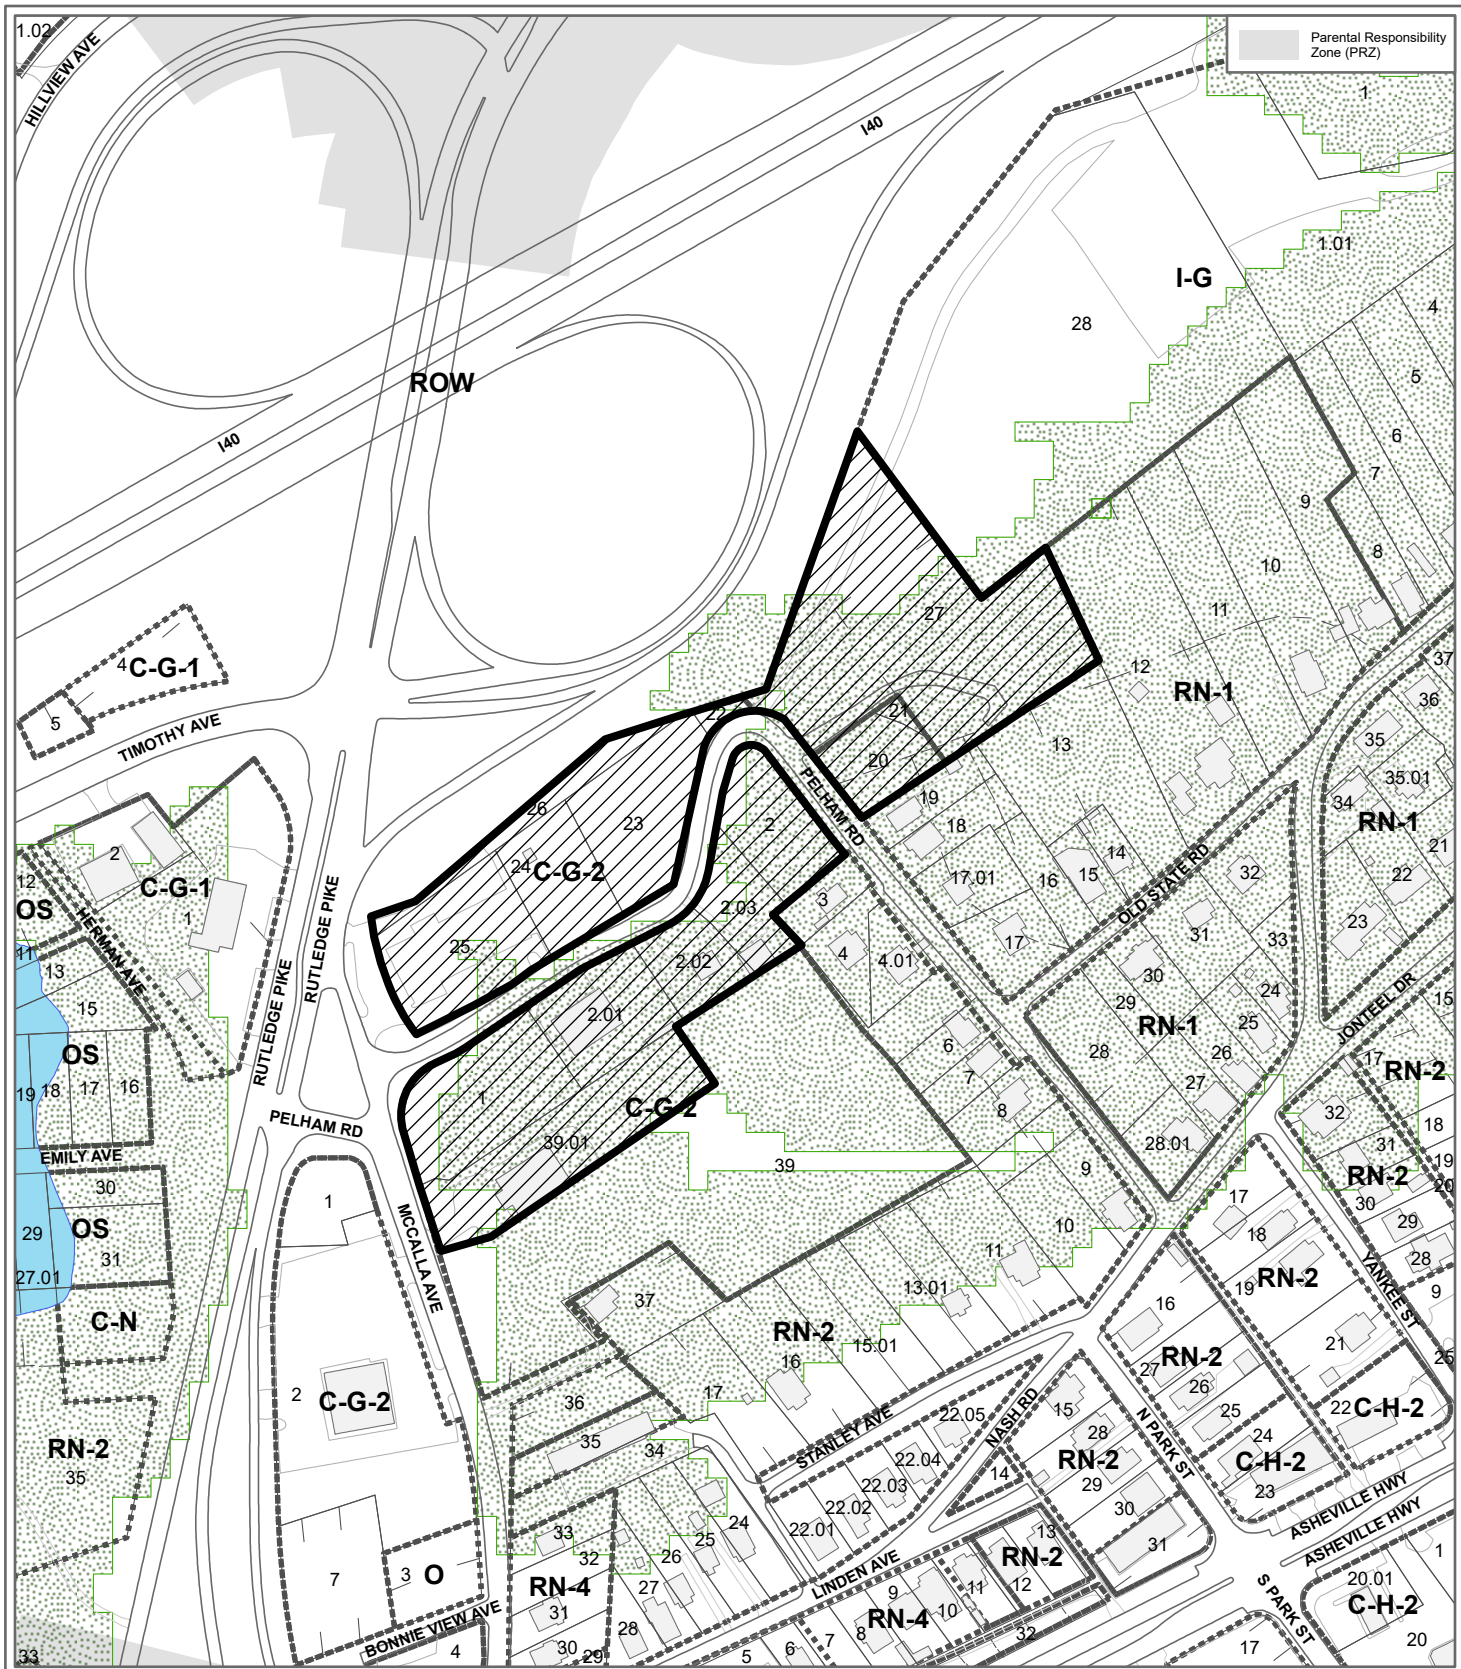 1.02
HILLVIEW AVE
Parental Responsibility
Zone (PRZ)
1
I40
1.01
I-G
28
4
5
ROW
I40
6
7
9
8
10
11
27
12
RN-1
37
36
4
C-G-1
5
TIMOTHY AVE
22
21
20
13
PELHAM RD
35
35.01
34
RN-1
26
23
2
19
18
24
C-G-2
2
12
OS
C-G-1
1
HERMAN AVE
RUTLEDGE PIKE
RUTLEDGE PIKE
2.03
3
17.01
16
15
14
OLD STATE RD
32
21
22
23
25
4
4.01
17
31
33
11
13
15
2.02
30
29
24
JONTEEL DR
15
2.01
RN-1
25
OS
19
18
17
16
6
7
28
26
17
RN-2
1
C-G-2
8
27
32
PELHAM RD
39.01
28.01
31
18
EMILY AVE
39
9
19
RN-2
20
30
30
1
17
29
OS
MCCALLA AVE
10
18
29
31
11
28
27.01
13.01
RN-2
19
YANKEE ST
9
37
C-N
RN-2
16
15.01
21
25
16
RN-2
27
26
2
C-G-2
36
17
STANLEY AVE
22.05
NASH RD
15
N PARK ST
25
22
C-H-2
RN-2
35
35
34
28
24
22.04
RN-2
C-H-2
14
29
23
22.03
ASHEVILLE HWY
22.02
30
ASHEVILLE HWY
22.01
24
25
33
13
31
32
26
RN-2
1
7
3
O
RN-4
27
LINDEN AVE
11
12
20.01
31
9
10
C-H-2
BONNIE VIEW AVE
28
RN-4
8
32
S PARK ST
33
4
30
29
5
6
7
17
20